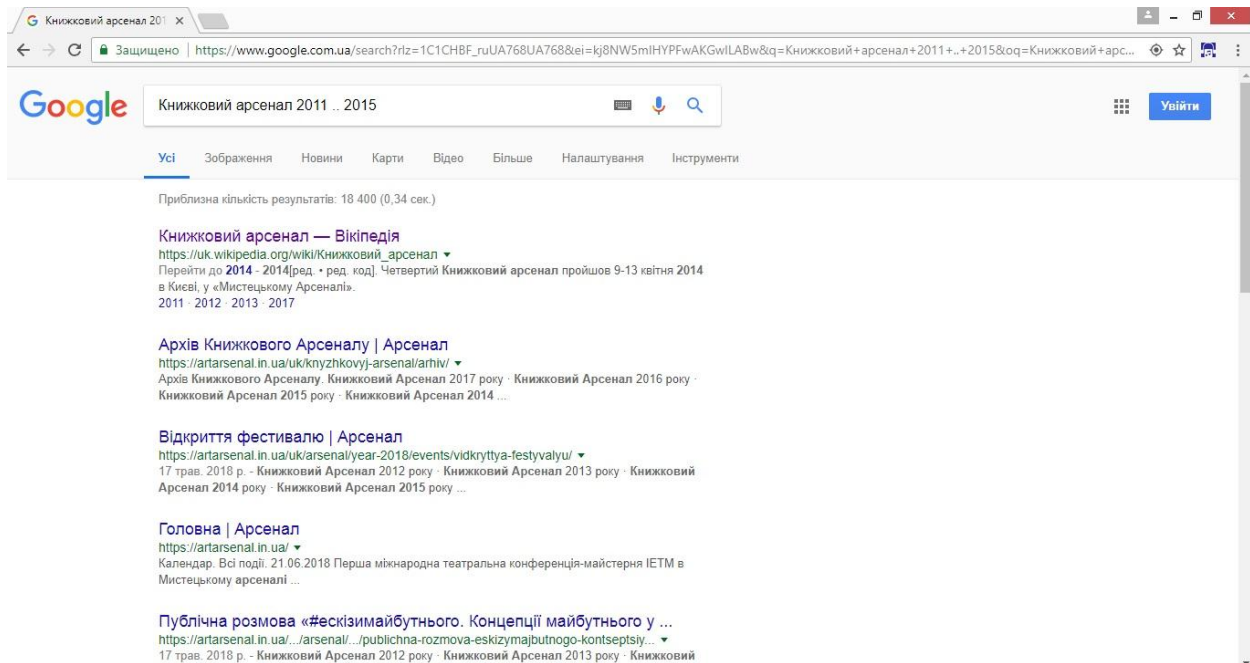 Книжковий арсенал 201
Защищено | https://www.google.com.ua/search?rlz=1C1CHBF_ruUA768UA768&ei=kj8NW5mIHYPFwAKGwILABw&q=Книжковий+арсенал+2011+..+2015&oq=Книжковий+арс...
Google
Книжковий арсенал 2011 .. 2015
Увійти
Усі Зображення Новини Карти Відео Більше Налаштування Інструменти
Приблизна кількість результатів: 18 400 (0,34 сек.)
Книжковий арсенал — Вікіпедія
https://uk.wikipedia.org/wiki/Книжковий_арсенал
Перейти до 2014 - 2014[ред. • ред. код]. Четвертий Книжковий арсенал пройшов 9-13 квітня 2014
в Києві, у «Мистецькому Арсеналі».
2011 · 2012 · 2013 · 2017
Архів Книжкового Арсеналу | Арсенал
https://artarsenal.in.ua/uk/knyzhkovyj-arsenal/arhiv/
Архів Книжкового Арсеналу. Книжковий Арсенал 2017 року · Книжковий Арсенал 2016 року ·
Книжковий Арсенал 2015 року · Книжковий Арсенал 2014 ...
Відкриття фестивалю | Арсенал
https://artarsenal.in.ua/uk/arsenal/year-2018/events/vidkryttya-festyvalyu/
17 трав. 2018 р. - Книжковий Арсенал 2012 року · Книжковий Арсенал 2013 року · Книжковий
Арсенал 2014 року · Книжковий Арсенал 2015 року ...
Головна | Арсенал
https://artarsenal.in.ua/
Календар. Всі події. 21.06.2018 Перша міжнародна театральна конференція-майстерня IETM в
Мистецькому арсеналі ...
Публічна розмова «#ескізимайбутнього. Концепції майбутнього у ...
https://artarsenal.in.ua/.../arsenal/.../publichna-rozmova-eskizymajbutnogo-kontseptsiy...
17 трав. 2018 р. - Книжковий Арсенал 2012 року · Книжковий Арсенал 2013 року · Книжковий